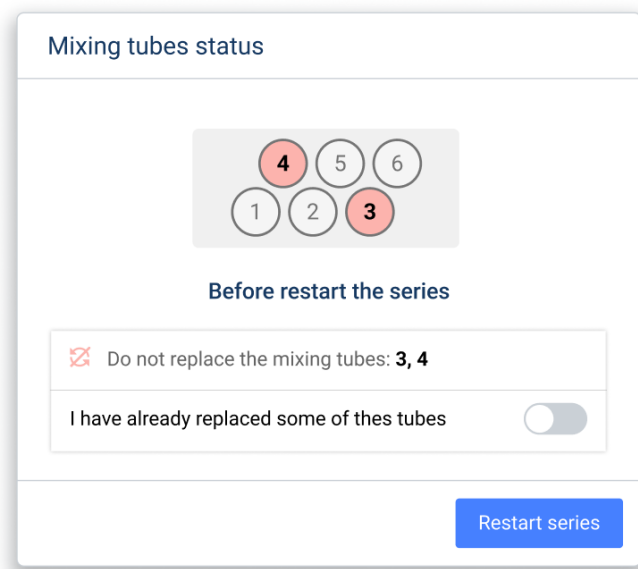 Mixing tubes status
4 5 6
1 2 3
Before restart the series
Do not replace the mixing tubes: 3, 4
I have already replaced some of thes tubes
Restart series